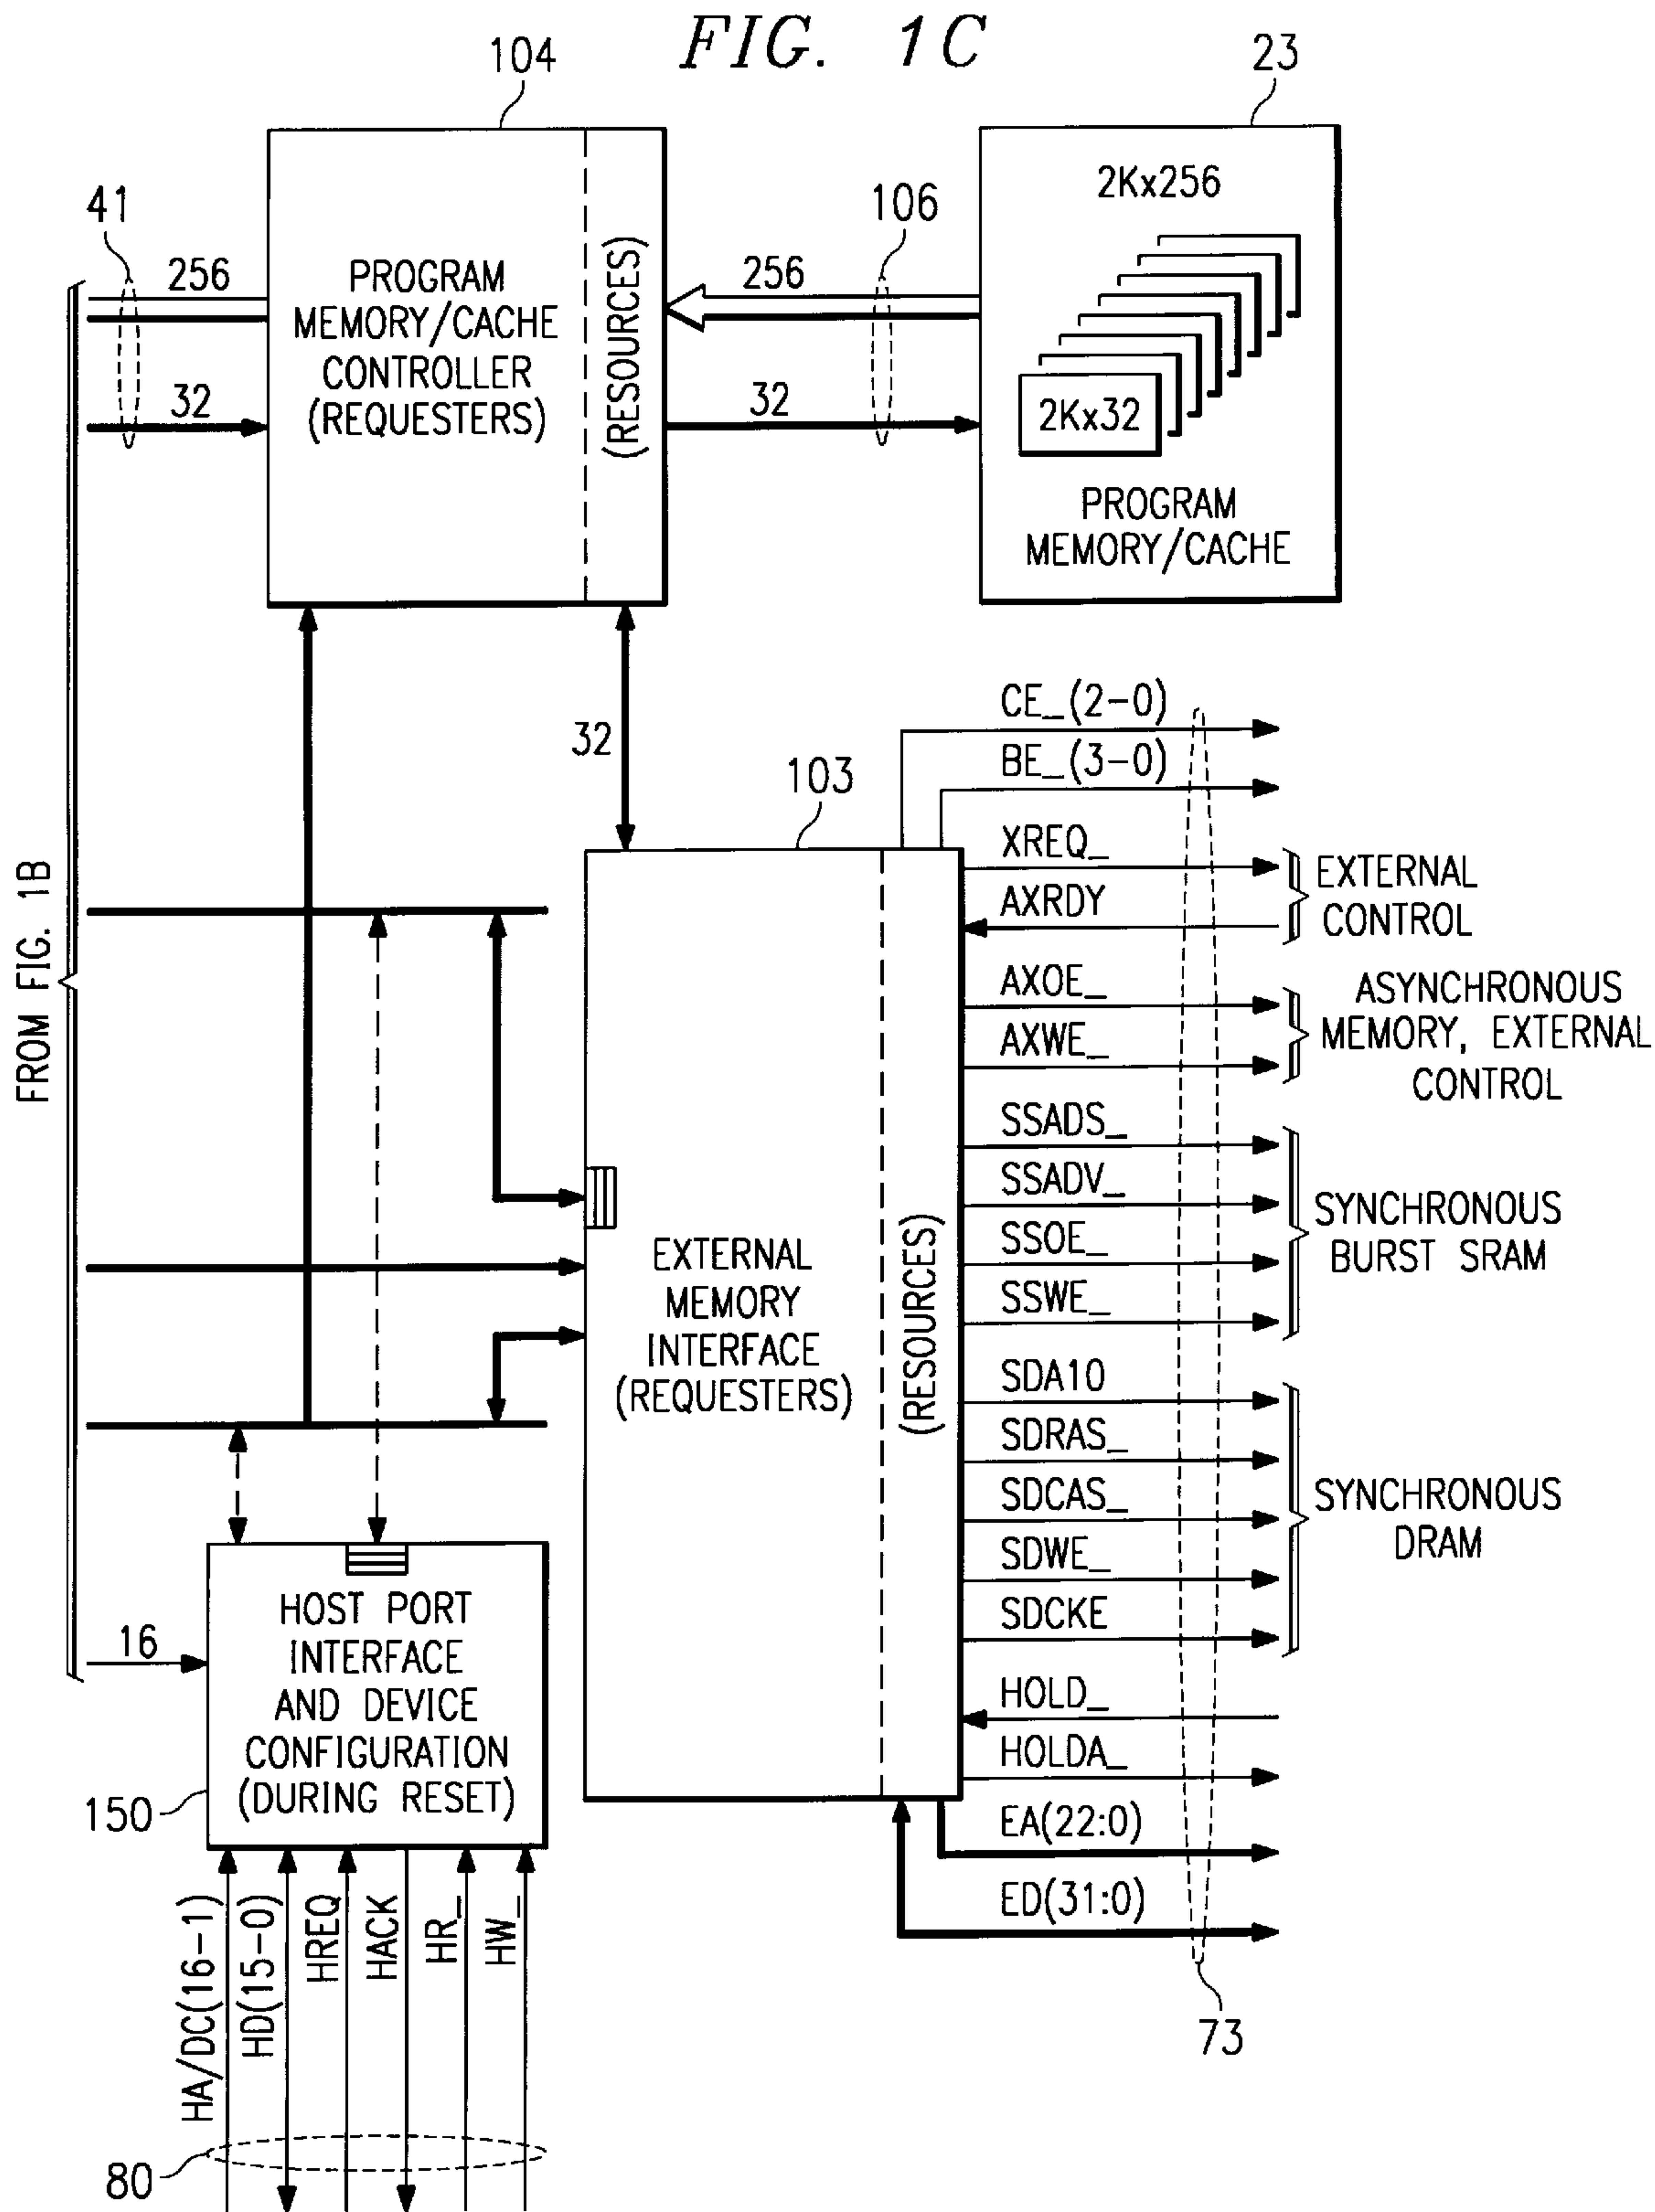 FIG. 1C
104
23
41
256
32
PROGRAM
MEMORY/CACHE
CONTROLLER
(REQUESTERS)
(RESOURCES)
106
256
32
2Kx256
2Kx32
PROGRAM
MEMORY/CACHE
32
103
FROM FIG. 1B
EXTERNAL
MEMORY
INTERFACE
(REQUESTERS)
(RESOURCES)
CE_(2-0)
BE_(3-0)
XREQ_
AXRDY
EXTERNAL
CONTROL
AXOE_
AXWE_
ASYNCHRONOUS
MEMORY, EXTERNAL
CONTROL
SSADS_
SSADV_
SSOE_
SSWE_
SYNCHRONOUS
BURST SRAM
SDA10
SDRAS_
SDCAS_
SDWE_
SDCKE
SYNCHRONOUS
DRAM
HOLD_
HOLDA_
EA(22:0)
ED(31:0)
73
16
HOST PORT
INTERFACE
AND DEVICE
CONFIGURATION
(DURING RESET)
150
HA/DC(16-1)
HD(15-0)
HREQ
HACK
HR_
HW_
80